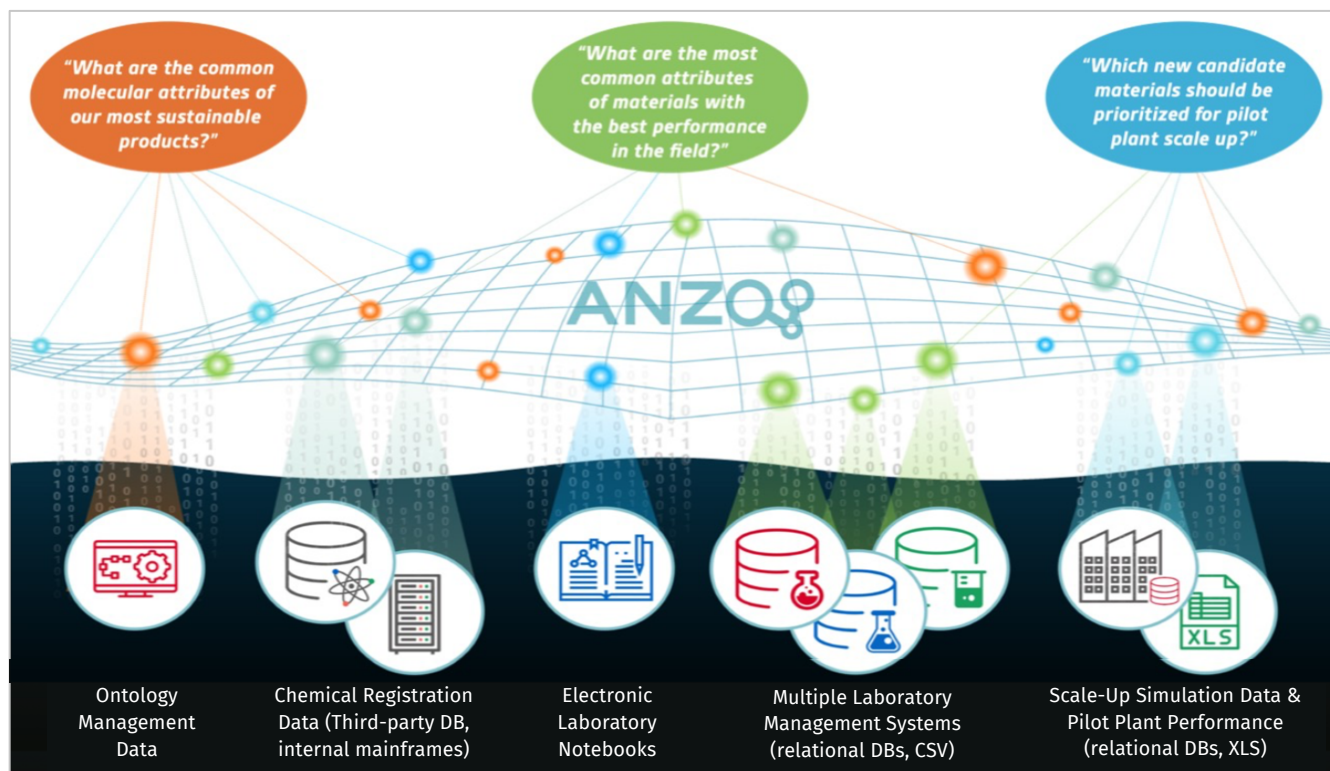 “What are the common
molecular attributes of
our most sustainable
products?”
“What are the most
common attributes
of materials with
the best performance
in the field?”
“Which new candidate
materials should be
prioritized for pilot
plant scale up?”
ANZO
XLS
Ontology
Management
Data
Chemical Registration
Data (Third-party DB,
internal mainframes)
Electronic
Laboratory
Notebooks
Multiple Laboratory
Management Systems
(relational DBs, CSV)
Scale-Up Simulation Data &
Pilot Plant Performance
(relational DBs, XLS)